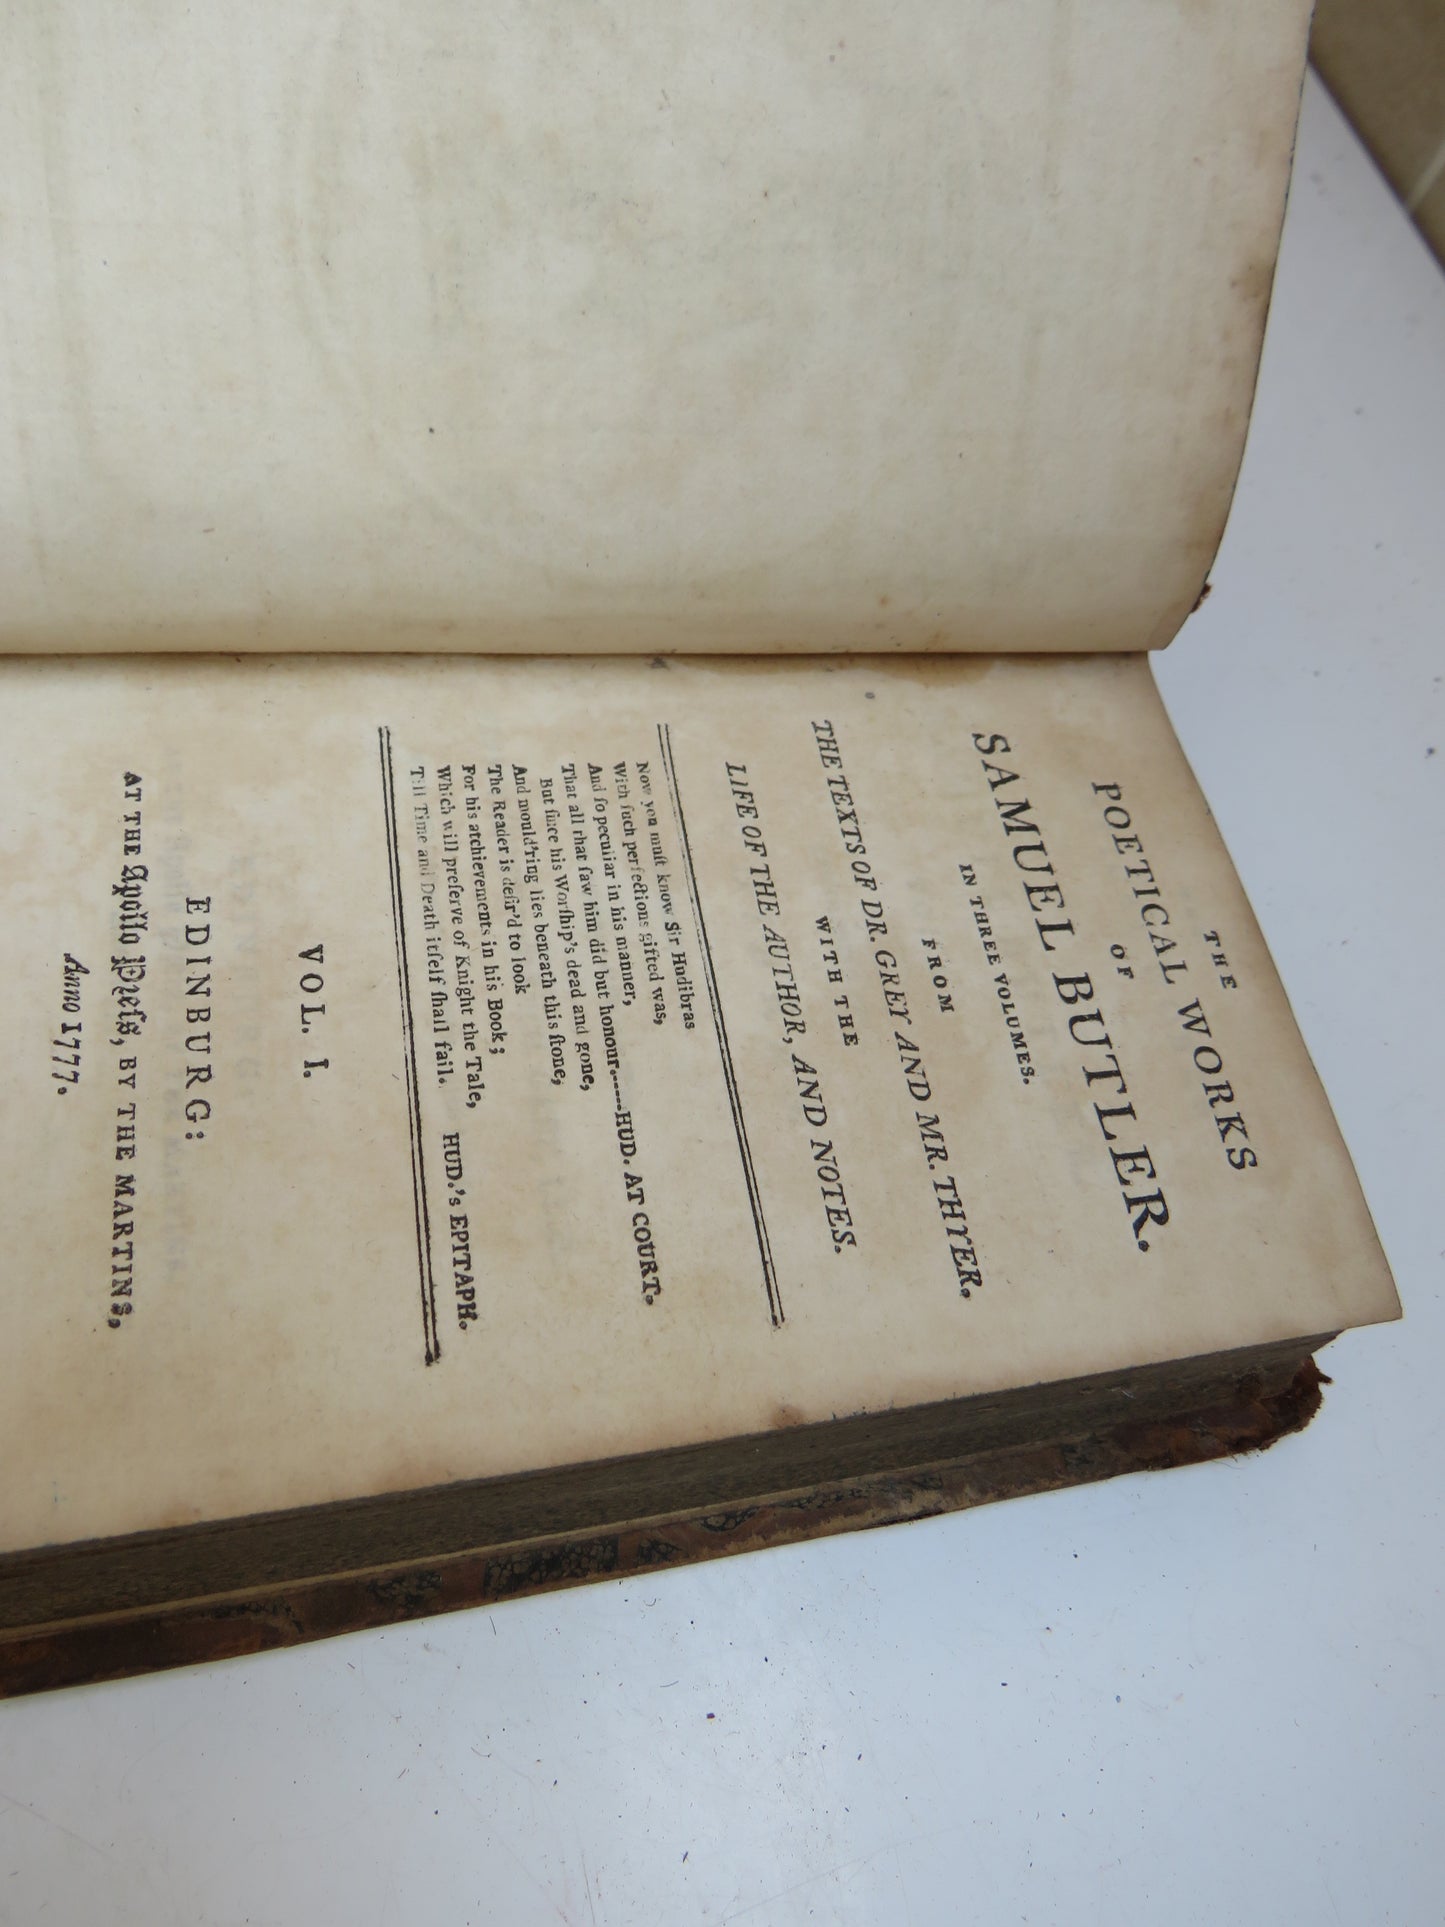 THE
POETICAL WORKS
OF
SAMUEL BUTLER.
IN THREE VOLUMES.
FROM
THE TEXTS OF DR. GREY AND MR. THYER.
WITH THE
LIFE OF THE AUTHOR, AND NOTES.
Now you muſt know Sir Hudibras
With ſuch perfections gifted was,
And ſo peculiar in his manner,
That all that ſaw him did but honour.----HUD. AT COURT.
But ſince his Worſhip's dead and gone,
And mould'ring lies beneath this ſtone,
The Reader is deſir'd to look
For his atchievements in his Book;
Which will preſerve of Knight the Tale,
Till Time and Death itſelf ſhall fail. HUD.'s EPITAPH.
VOL. I.
EDINBURG:
AT THE Apollo Preſs, BY THE MARTINS,
Anno 1777.